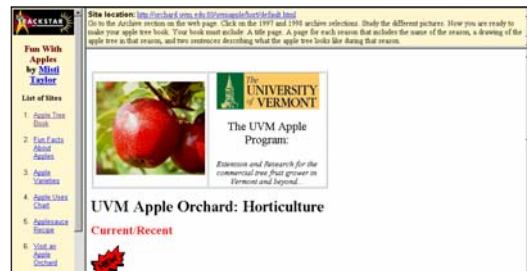 TRACKSTAR
Fun With
Apples
by Misti
Taylor
List of Sites
1. Apple Tree
Book
2. Fun Facts
About
Apples
3. Apple
Varieties
4. Apple Uses
Chart
5. Applesauce
Recipe
6. Visit an
Apple
Orchard
Site location: http://orchard.uvm.edu
Go to the Archive section on the web page. Click on the 1997 and 1998 archive selections. Study the different pictures. Now you are ready to
make your apple tree book. Your book must include: A title page. A page for each season that includes the name of the season, a drawing of the
apple tree in that season, and two sentences describing what the apple tree looks like during that season.
The
UNIVERSITY
of VERMONT
The UVM Apple
Program:
Extension and Research for the
commercial tree fruit grower in
Vermont and beyond...
UVM Apple Orchard: Horticulture
Current/Recent
NEW